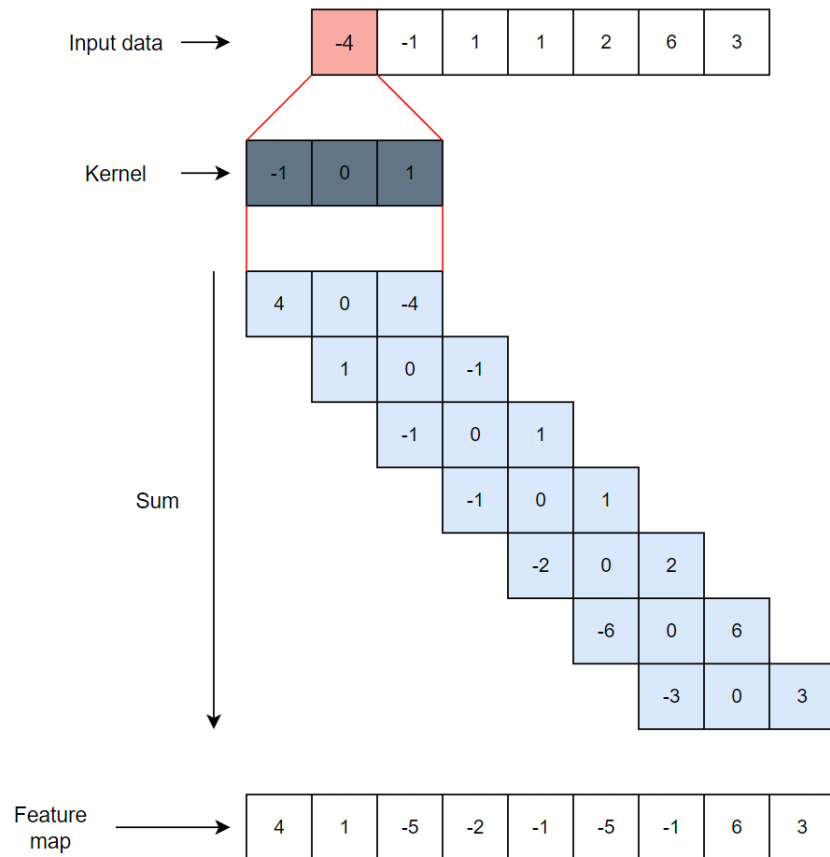 Input data -4 -1 1 1 2 6 3
Kernel -1 0 1
4 0 -4
1 0 -1
-1 0 1
-1 0 1
Sum
-2 0 2
-6 0 6
-3 0 3
Feature
map
4 1 -5 -2 -1 -5 -1 6 3